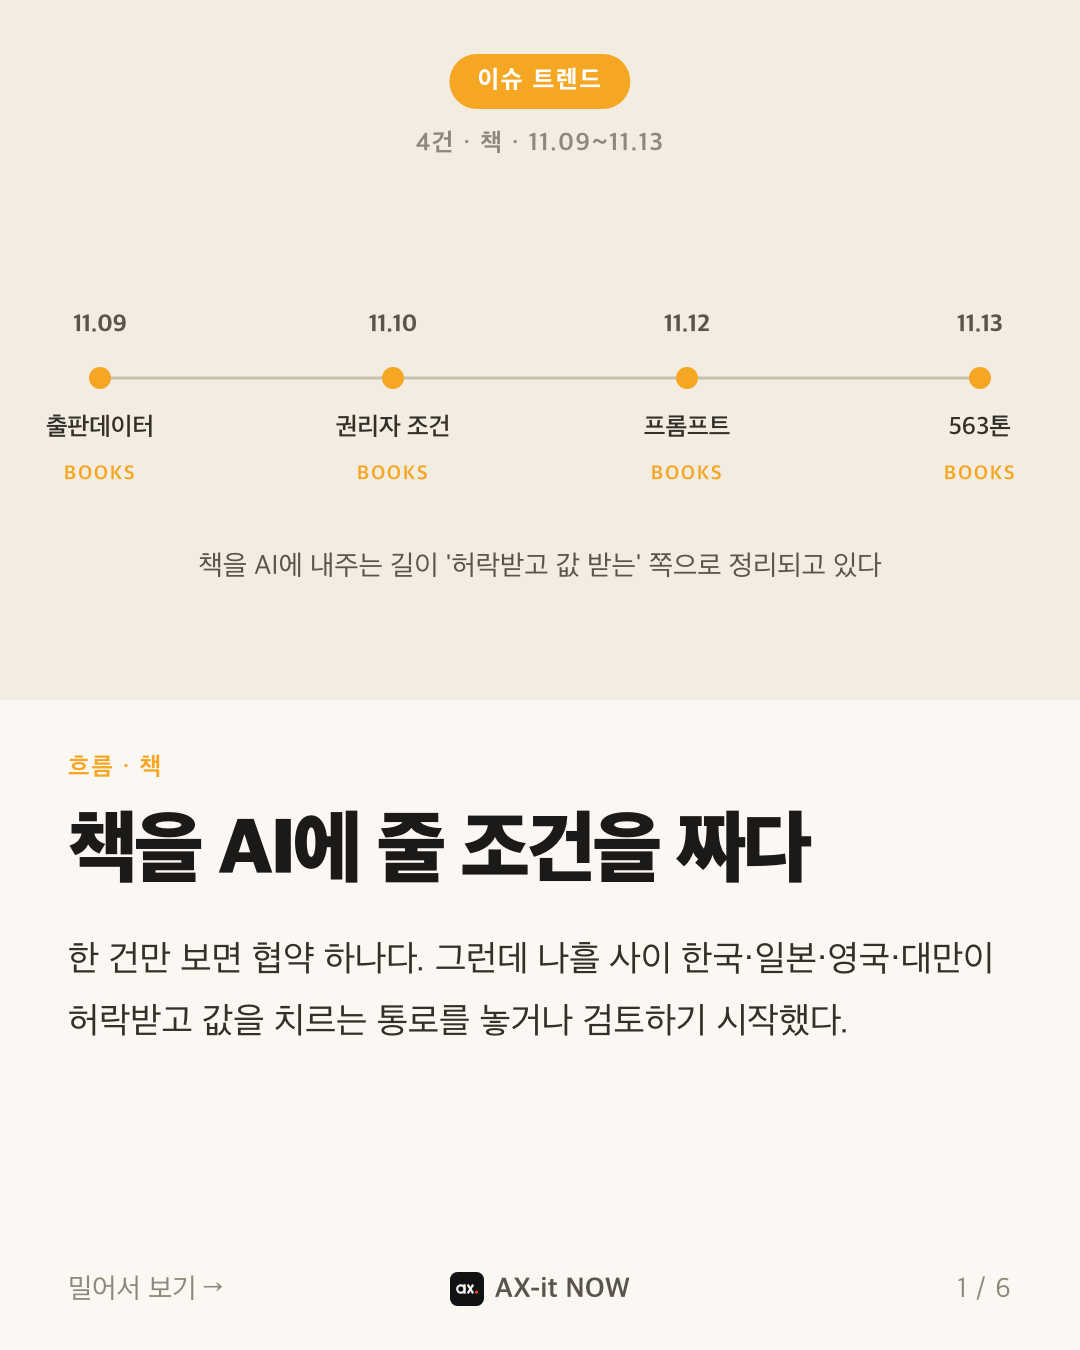 이슈 트렌드
4건 · 책 · 11.09~11.13
11.09 11.10 11.12 11.13
출판데이터 권리자 조건 프롬프트 563톤
BOOKS BOOKS BOOKS BOOKS
책을 AI에 내주는 길이 '허락받고 값 받는' 쪽으로 정리되고 있다
흐름 · 책
책을 AI에 줄 조건을 짜다
한 건만 보면 협약 하나다. 그런데 나흘 사이 한국·일본·영국·대만이
허락받고 값을 치르는 통로를 놓거나 검토하기 시작했다.
밀어서 보기 → ax. AX-it NOW 1 / 6